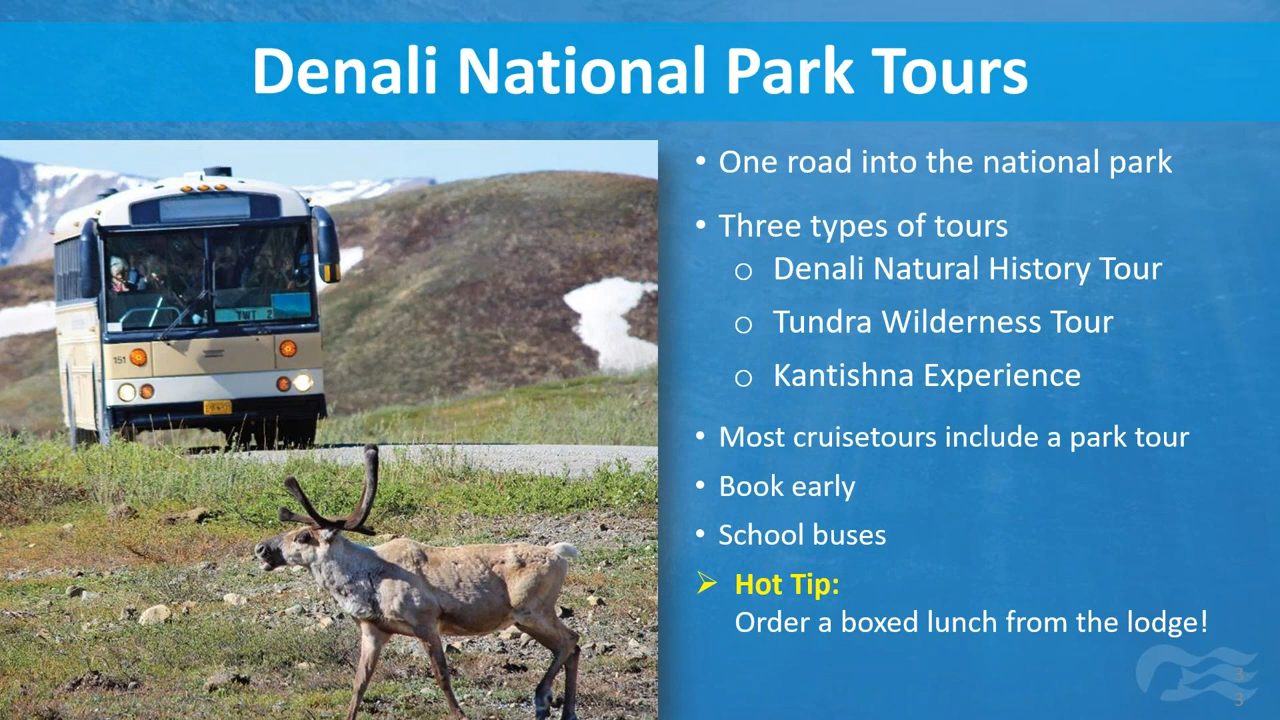 Denali National Park Tours
• One road into the national park
• Three types of tours
o Denali Natural History Tour
o Tundra Wilderness Tour
o Kantishna Experience
• Most cruisetours include a park tour
• Book early
• School buses
➢ Hot Tip:
Order a boxed lunch from the lodge!
TWT 2
151
3
3